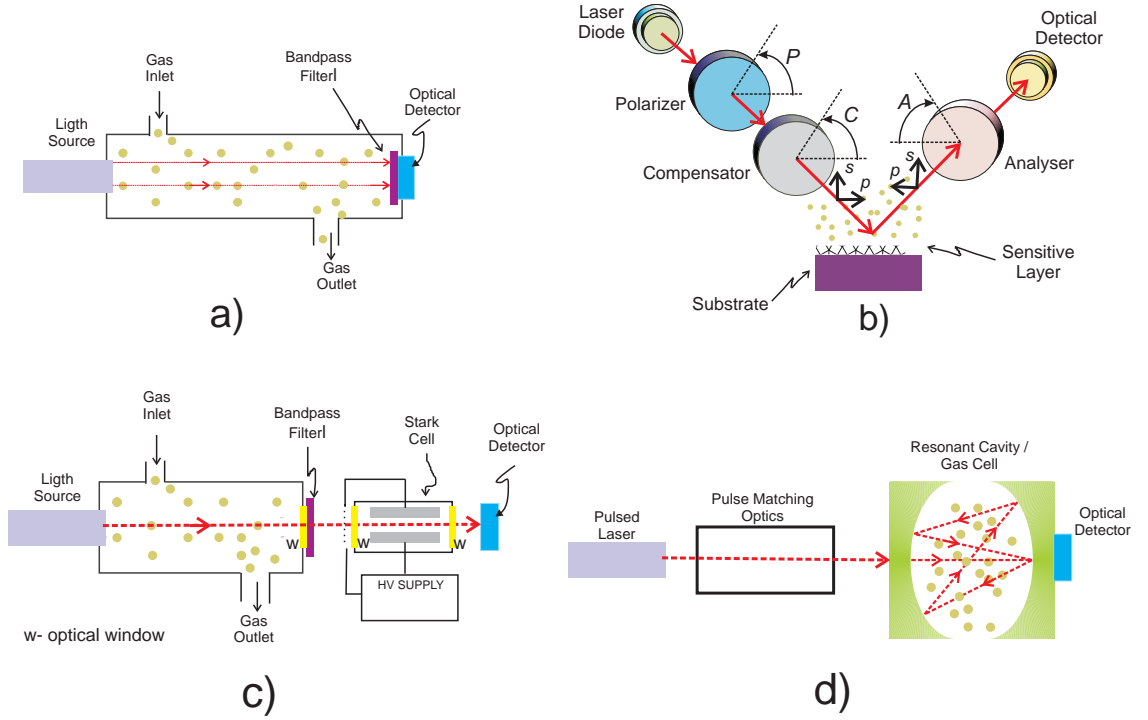 Gas
Inlet
Bandpass
Filterl
Optical
Detector
Ligth
Source
Gas
Outlet
a)
Laser
Diode
Optical
Detector
P
Polarizer
C
A
Compensator
Analyser
s
p
s
p
Sensitive
Layer
Substrate
b)
Gas
Inlet
Bandpass
Filterl
Stark
Cell
Optical
Detector
Ligth
Source
w
w
w
HV SUPPLY
Gas
Outlet
w- optical window
c)
Resonant Cavity /
Gas Cell
Pulse Matching
Optics
Pulsed
Laser
Optical
Detector
d)